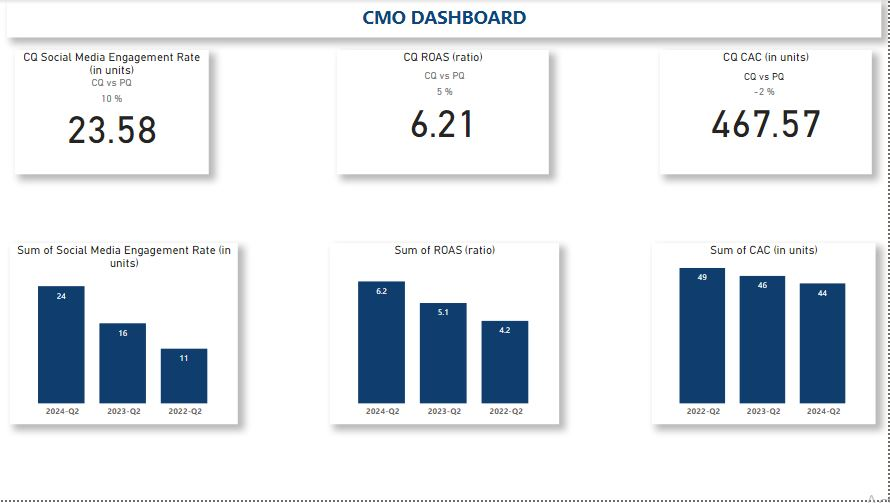 CMO DASHBOARD
CQ Social Media Engagement Rate
(in units)
CQ vs PQ
10 %
23.58
CQ ROAS (ratio)
CQ vs PQ
5 %
6.21
CQ CAC (in units)
CQ vs PQ
-2 %
467.57
Sum of Social Media Engagement Rate (in
units)
24
16
11
2024-Q2 2023-Q2 2022-Q2
Sum of ROAS (ratio)
6.2
5.1
4.2
2024-Q2 2023-Q2 2022-Q2
Sum of CAC (in units)
49
46
44
2022-Q2 2023-Q2 2024-Q2